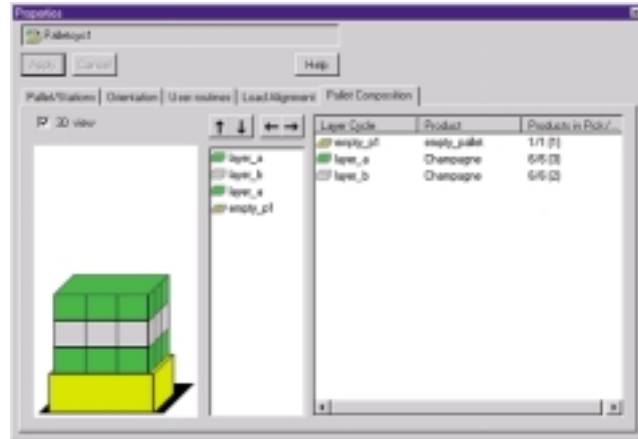 Properties
Palletcycl
Apply Cancel Help
Pallet/Stations Orientation User routines Load Alignment Pallet Composition
3D view
Layer Cycle Product Products in Pick/...
empty_pl empty_pallet 1/1 (1)
layer_a Champagne 6/6 (3)
layer_b Champagne 6/6 (2)
layer_a
layer_b
layer_a
empty_pl